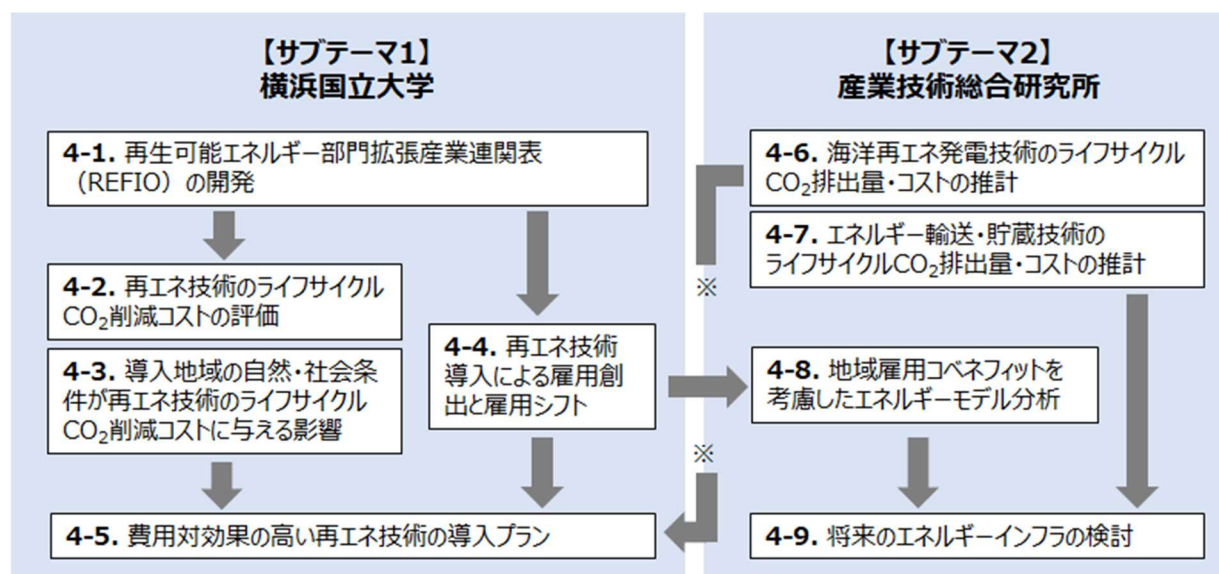 【サブテーマ1】
横浜国立大学
4-1. 再生可能エネルギー部門拡張産業連関表
（REFIO）の開発
4-2. 再エネ技術のライフサイクル
CO₂削減コストの評価
4-3. 導入地域の自然・社会条
件が再エネ技術のライフサイクル
CO₂削減コストに与える影響
4-4. 再エネ技術
導入による雇用創
出と雇用シフト
4-5. 費用対効果の高い再エネ技術の導入プラン
※
※
【サブテーマ2】
産業技術総合研究所
4-6. 海洋再エネ発電技術のライフサイクル
CO₂排出量・コストの推計
4-7. エネルギー輸送・貯蔵技術の
ライフサイクルCO₂排出量・コストの推計
4-8. 地域雇用コベネフィットを
考慮したエネルギーモデル分析
4-9. 将来のエネルギーインフラの検討